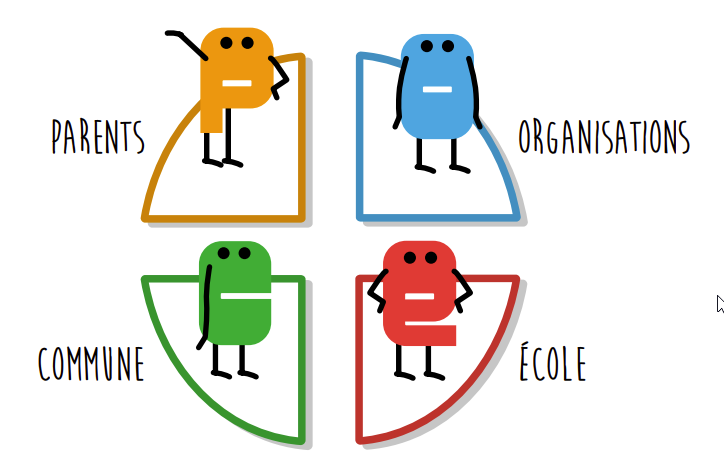 PARENTS
ORGANISATIONS
COMMUNE
ÉCOLE